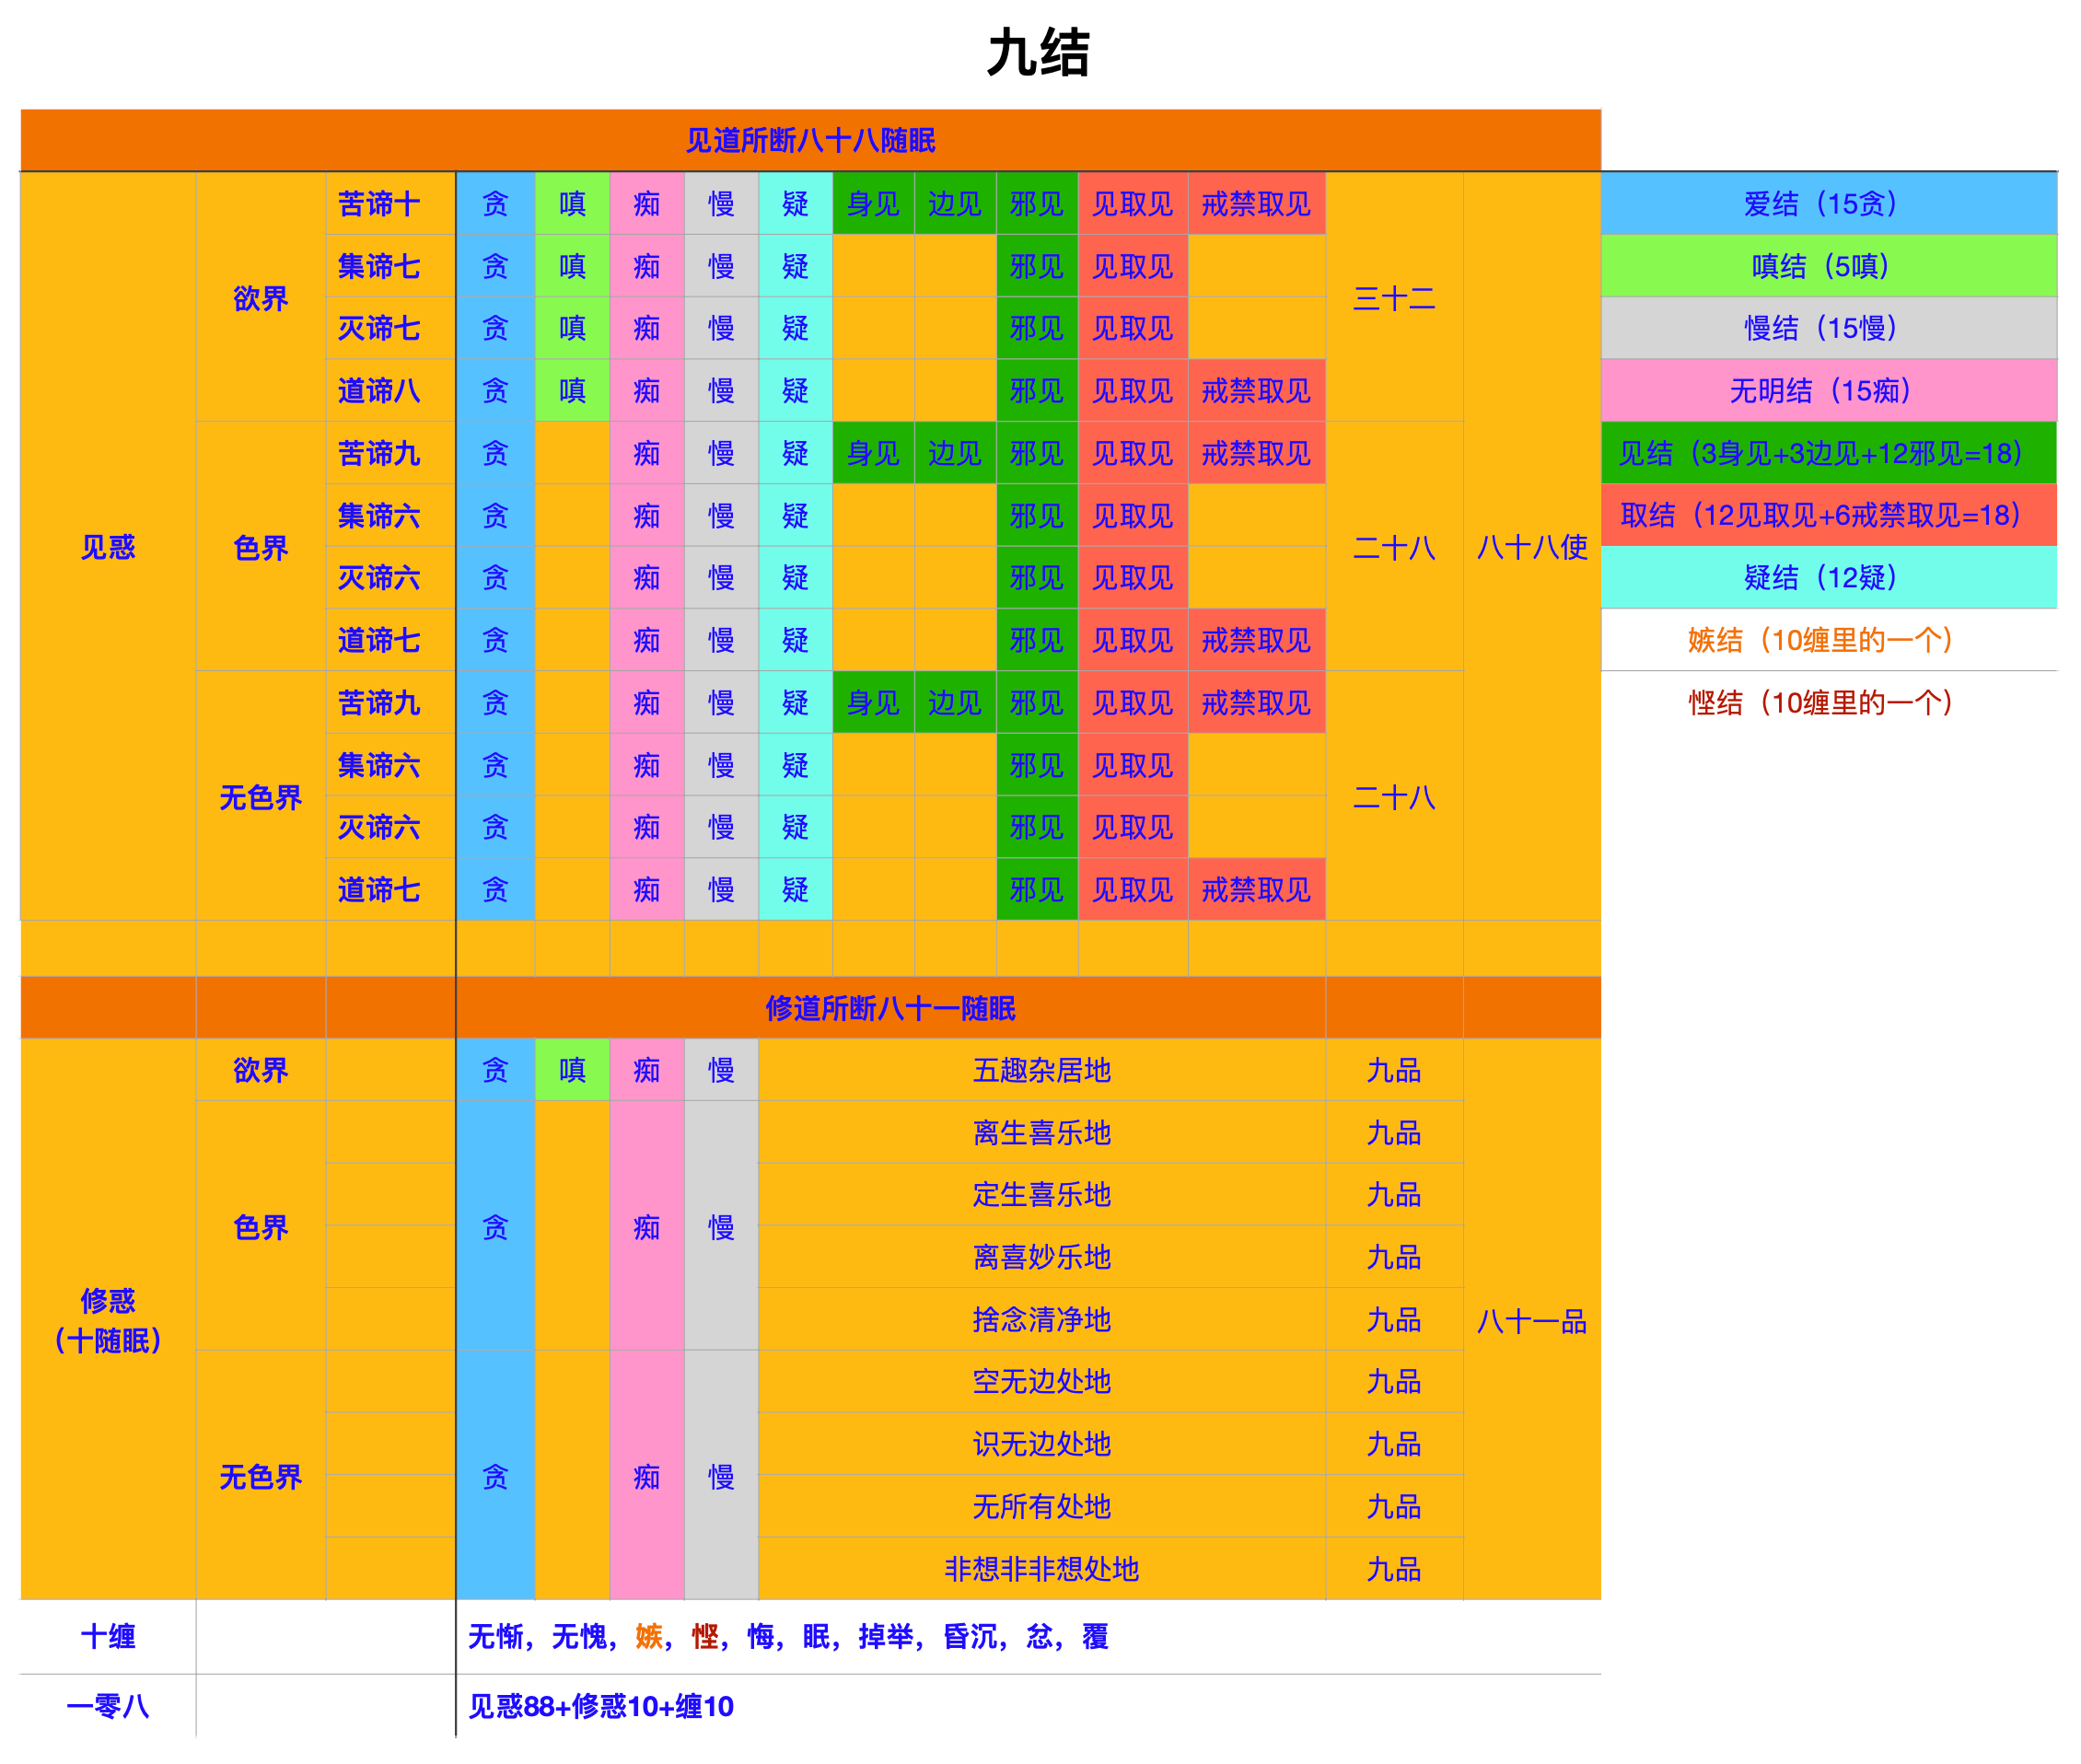 九结
见道所断八十八随眠
苦谛十 贪 嗔 痴 慢 疑 身见 边见 邪见 见取见 戒禁取见 爱结（15贪）
集谛七 贪 嗔 痴 慢 疑 邪见 见取见 嗔结（5嗔）
欲界 三十二
灭谛七 贪 嗔 痴 慢 疑 邪见 见取见 慢结（15慢）
道谛八 贪 嗔 痴 慢 疑 邪见 见取见 戒禁取见 无明结（15痴）
苦谛九 贪 痴 慢 疑 身见 边见 邪见 见取见 戒禁取见 见结（3身见+3边见+12邪见=18）
集谛六 贪 痴 慢 疑 邪见 见取见 取结（12见取见+6戒禁取见=18）
见惑 色界 二十八 八十八使
灭谛六 贪 痴 慢 疑 邪见 见取见 疑结（12疑）
道谛七 贪 痴 慢 疑 邪见 见取见 戒禁取见 嫉结（10缠里的一个）
苦谛九 贪 痴 慢 疑 身见 边见 邪见 见取见 戒禁取见 悭结（10缠里的一个）
集谛六 贪 痴 慢 疑 邪见 见取见
无色界 二十八
灭谛六 贪 痴 慢 疑 邪见 见取见
道谛七 贪 痴 慢 疑 邪见 见取见 戒禁取见
修道所断八十一随眠
欲界 贪 嗔 痴 慢 五趣杂居地 九品
离生喜乐地 九品
定生喜乐地 九品
色界 贪 痴 慢
离喜妙乐地 九品
修惑
（十随眠）
捨念清净地 九品
八十一品
空无边处地 九品
识无边处地 九品
无色界 贪 痴 慢
无所有处地 九品
非想非非想处地 九品
十缠 无惭，无愧，嫉，悭，悔，眠，掉举，昏沉，忿，覆
一零八 见惑88+修惑10+缠10